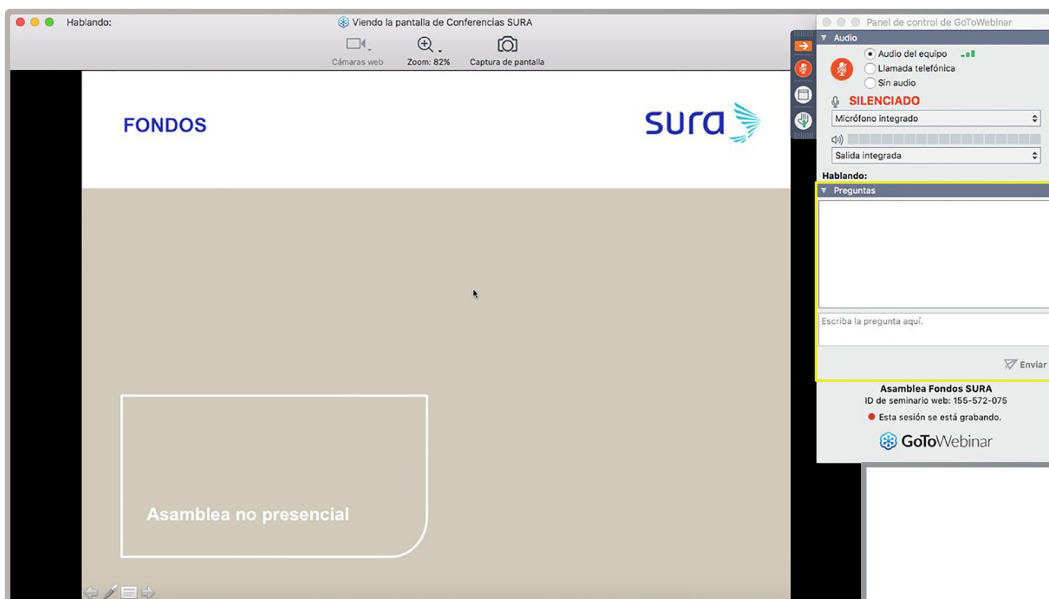 Hablando:
Viendo la pantalla de Conferencias SURA
Cámaras web
Zoom: 82%
Captura de pantalla
FONDOS
sura
Asamblea no presencial
Panel de control de GoToWebinar
Audio
Audio del equipo
Llamada telefónica
Sin audio
SILENCIADO
Micrófono integrado
Salida integrada
Hablando:
Preguntas
Escriba la pregunta aquí.
Enviar
Asamblea Fondos SURA
ID de seminario web: 155-572-075
Esta sesión se está grabando.
GoToWebinar